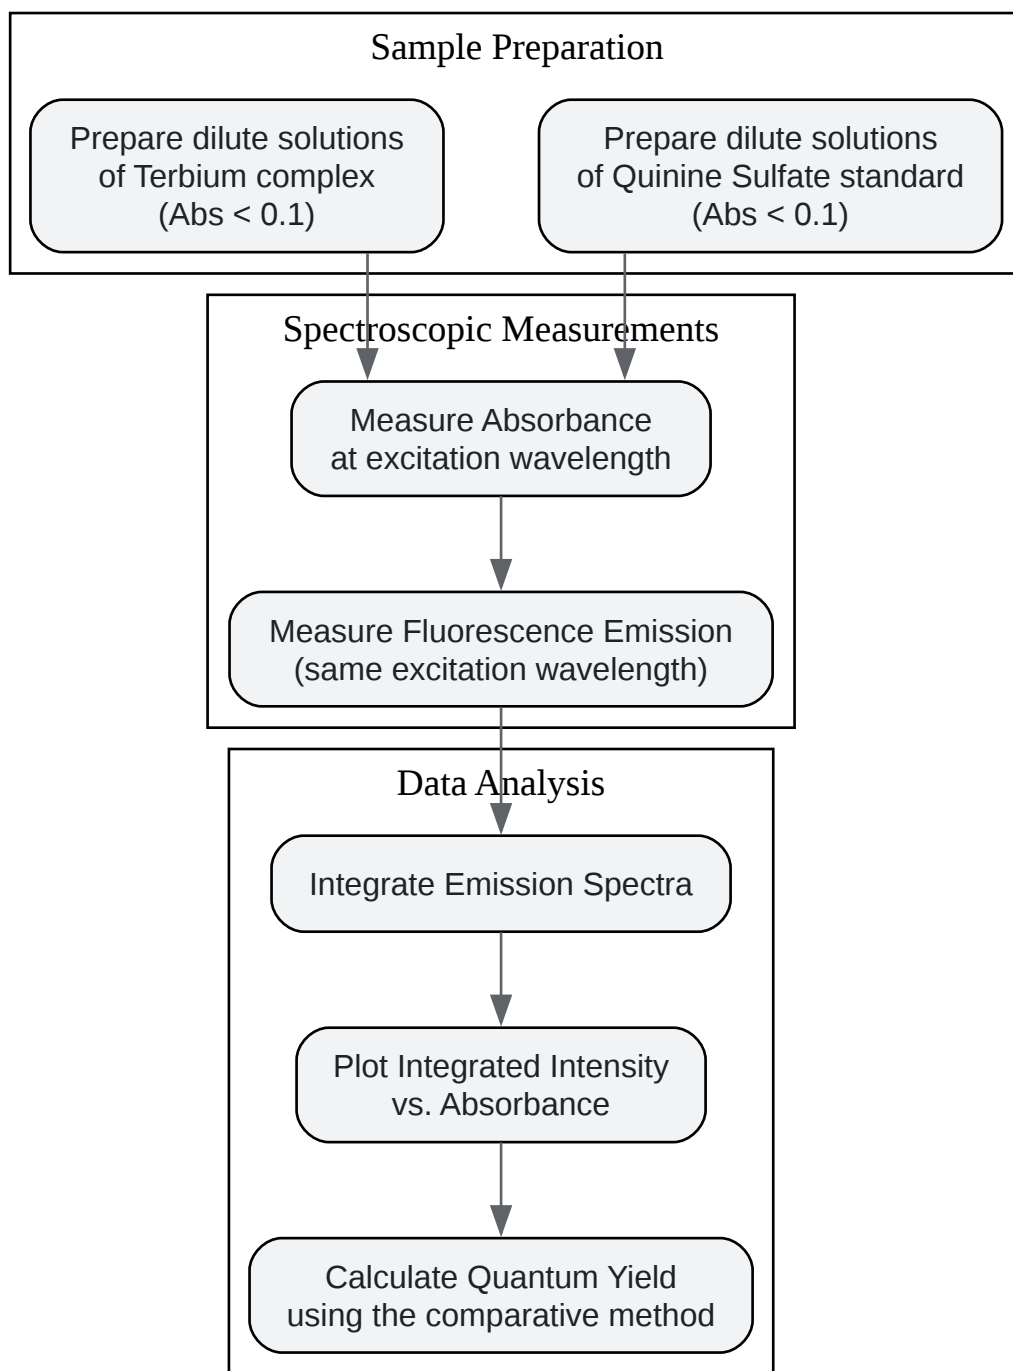 Sample Preparation
Prepare dilute solutions
of Terbium complex
(Abs < 0.1)
Prepare dilute solutions
of Quinine Sulfate standard
(Abs < 0.1)
Spectroscopic Measurements
Measure Absorbance
at excitation wavelength
Measure Fluorescence Emission
(same excitation wavelength)
Data Analysis
Integrate Emission Spectra
Plot Integrated Intensity
vs. Absorbance
Calculate Quantum Yield
using the comparative method